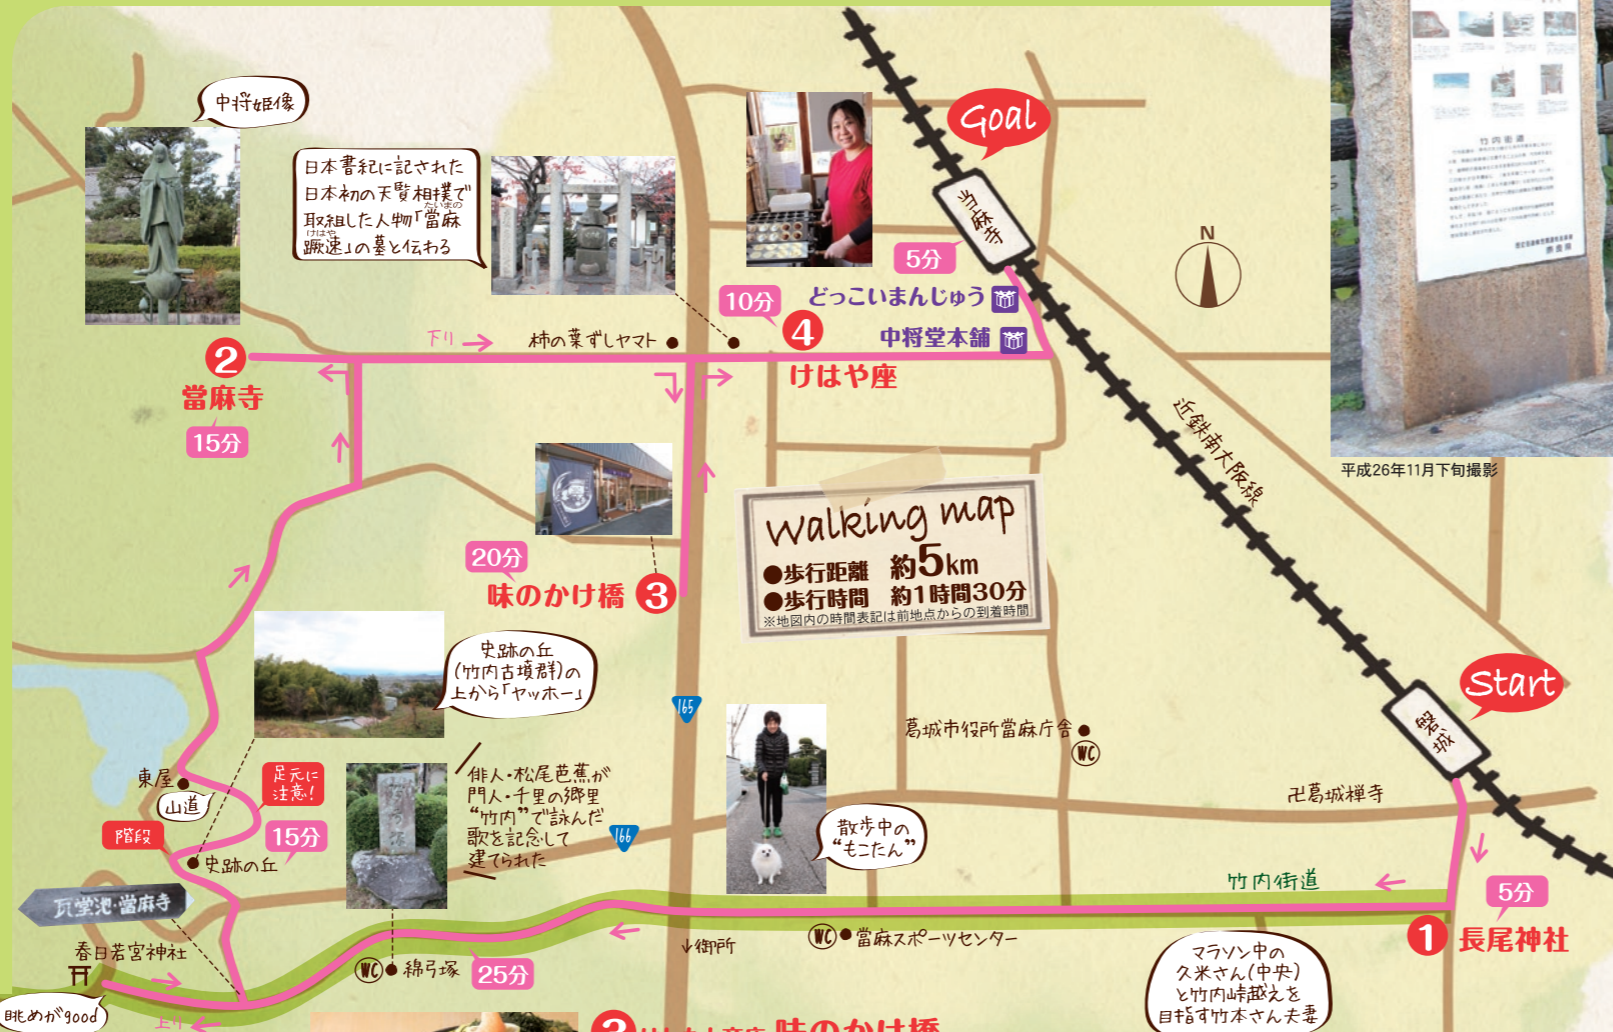 中将姫像
日本書紀に記された
日本初の天覧相撲で
取組した人物「當麻
たいまの
蹶速」の墓と伝わる
けはや
Goal
当麻寺
5分
N
10分
どっこいまんじゅう
中将堂本舗
4
けはや座
下り
柿の葉ずしヤマト
2
當麻寺
15分
竹内街道
奈良県
平成26年11月下旬撮影
近鉄南大阪線
20分
味のかけ橋 3
Walking map
●歩行距離 約5km
●歩行時間 約1時間30分
※地図内の時間表記は前地点からの到着時間
史跡の丘
(竹内古墳群)の
上から「ヤッホー」
165
Start
磐城
葛城市役所當麻庁舎
WC
東屋
山道
足元に
注意!
階段
15分
史跡の丘
俳人・松尾芭蕉が
門人・千里の郷里
“竹内”で詠んだ
歌を記念して
建てられた
166
散歩中の
“もこたん”
卍葛城禅寺
竹内街道
5分
1 長尾神社
瓦堂池・當麻寺
春日若宮神社
眺めがgood
上り
WC 綿弓塚
25分
↓御所
WC 當麻スポーツセンター
マラソン中の
久米さん(中央)
と竹内峠越えを
目指す竹本さん夫妻
味のかけ橋